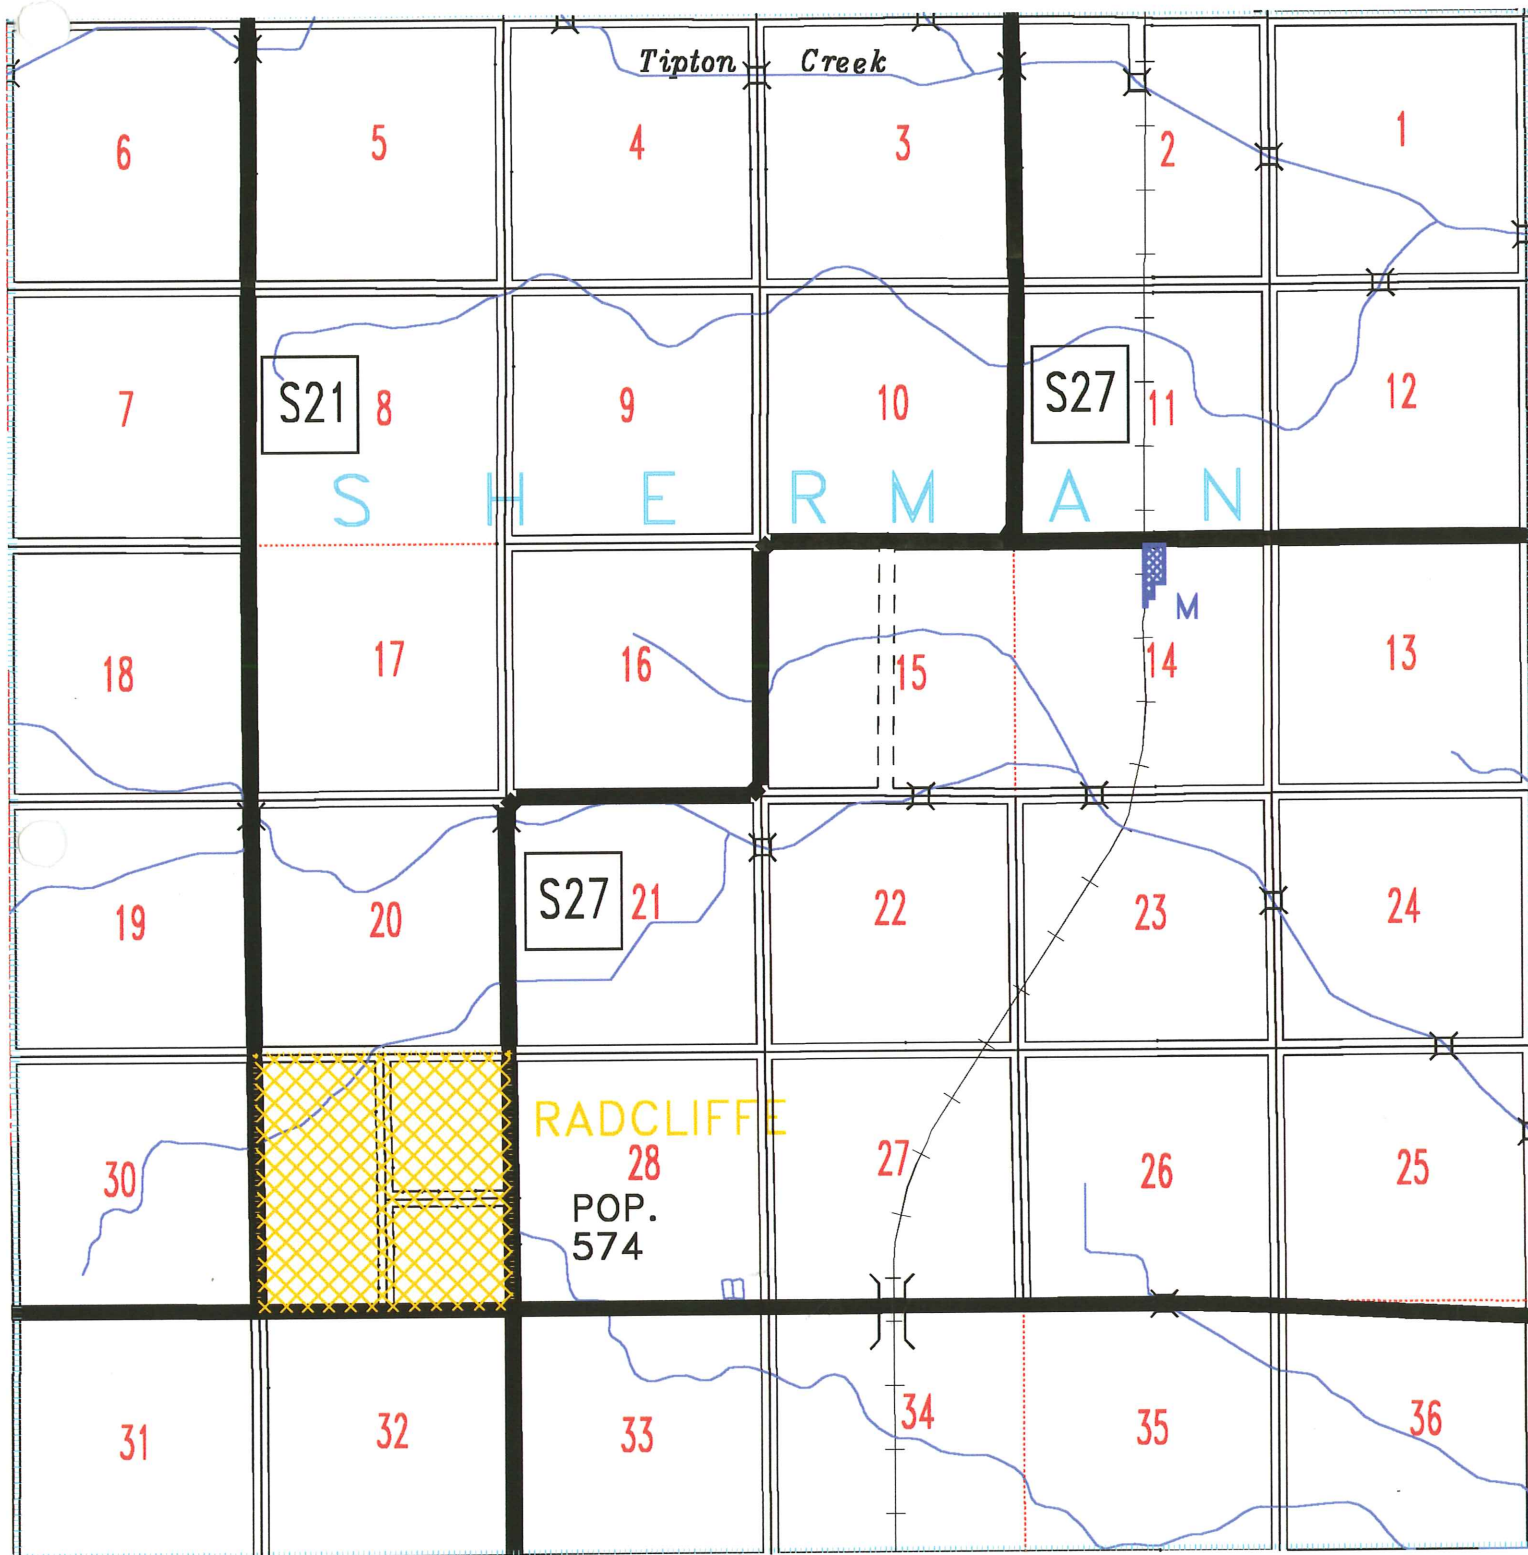 Tipton Creek
6 5 4 3 2 1
S21 S27
7 8 9 10 11 12
SHERMAN
M
18 17 16 15 14 13
S27
19 20 21 22 23 24
RADCLIFFE
30 28 27 26 25
POP.
574
31 32 33 34 35 36